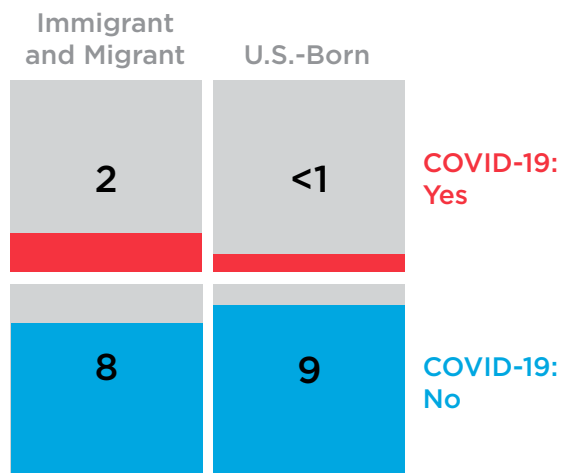 Immigrant
and Migrant
U.S.-Born
2
<1
COVID-19:
Yes
8
9
COVID-19:
No